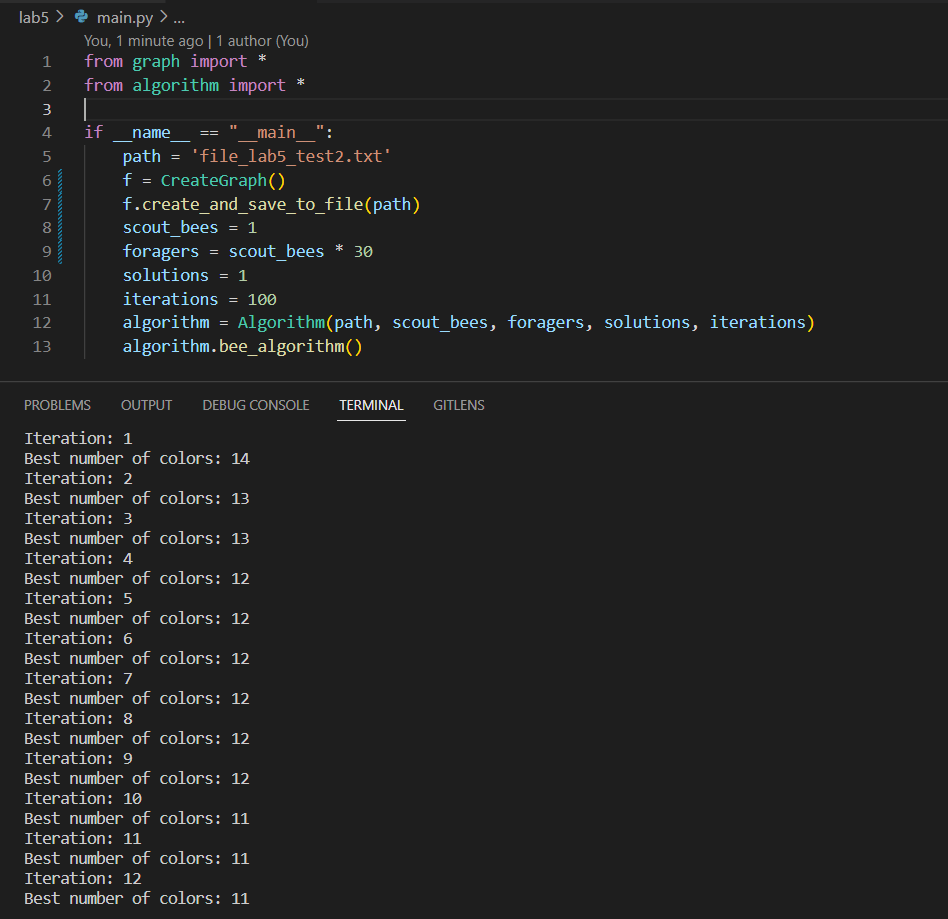 lab5 > main.py > ...
You, 1 minute ago | 1 author (You)
1 from graph import *
2 from algorithm import *
3
4 if __name__ == "__main__":
5 path = 'file_lab5_test2.txt'
6 f = CreateGraph()
7 f.create_and_save_to_file(path)
8 scout_bees = 1
9 foragers = scout_bees * 30
10 solutions = 1
11 iterations = 100
12 algorithm = Algorithm(path, scout_bees, foragers, solutions, iterations)
13 algorithm.bee_algorithm()
PROBLEMS OUTPUT DEBUG CONSOLE TERMINAL GITLENS
Iteration: 1
Best number of colors: 14
Iteration: 2
Best number of colors: 13
Iteration: 3
Best number of colors: 13
Iteration: 4
Best number of colors: 12
Iteration: 5
Best number of colors: 12
Iteration: 6
Best number of colors: 12
Iteration: 7
Best number of colors: 12
Iteration: 8
Best number of colors: 12
Iteration: 9
Best number of colors: 12
Iteration: 10
Best number of colors: 11
Iteration: 11
Best number of colors: 11
Iteration: 12
Best number of colors: 11